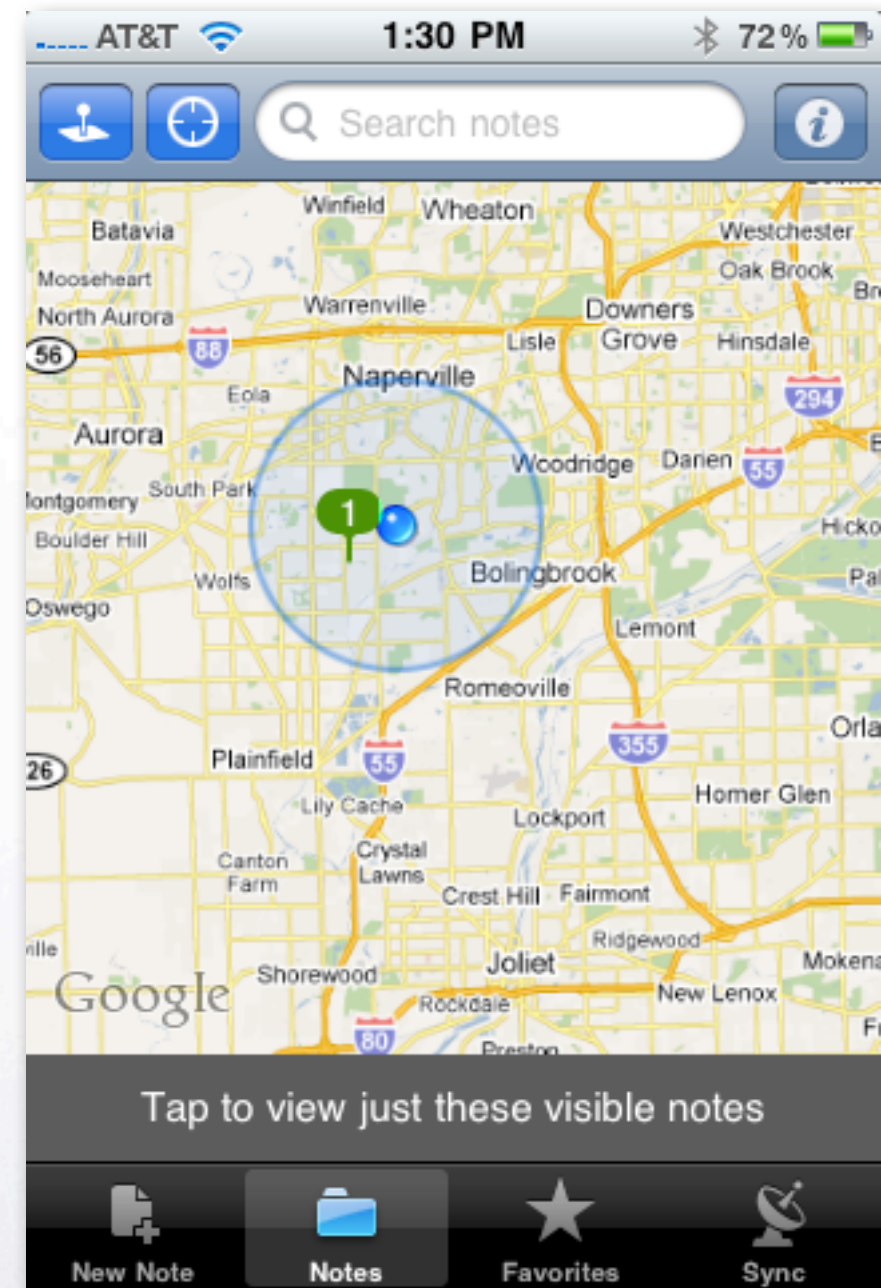 AT&T 1:30 PM 72%
Search notes
Winfield Wheaton
Batavia Westchester
Mooseheart Oak Brook
North Aurora Warrenville Downers
Grove
Lisle Hinsdale
56 88
Naperville
Eola 294
Aurora
Woodridge Darien 55
Montgomery South Park
1
Boulder Hill
Wolfs Bolingbrook
Oswego
Lemont
Romeoville
355
Plainfield 55
26
Lily Cache Homer Glen
Lockport
Crystal
Lawns
Canton
Farm
Crest Hill Fairmont
Ridgewood
Shorewood Joliet Mokena
Google
Rockdale New Lenox
80
Preston
Tap to view just these visible notes
New Note Notes Favorites Sync